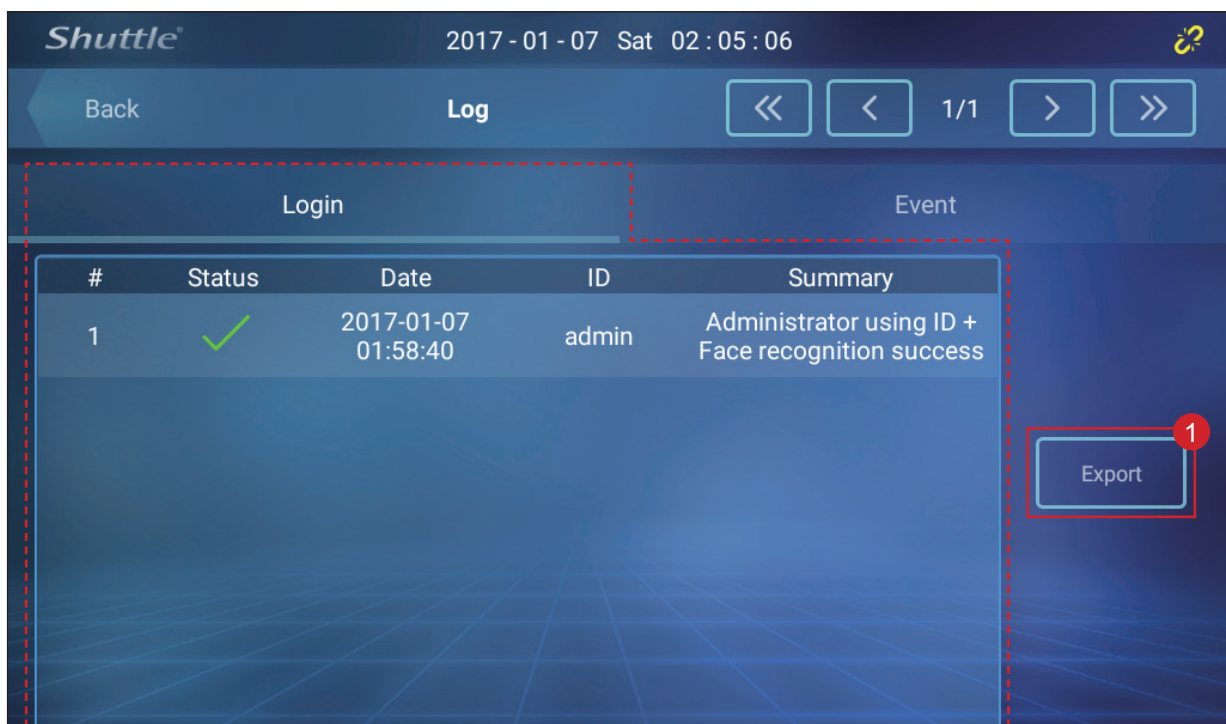 Shuttle® 2017 - 01 - 07 Sat 02 : 05 : 06
Back Log 1/1
Login Event
# Status Date ID Summary
1 2017-01-07 01:58:40 admin Administrator using ID +
Face recognition success
1
Export